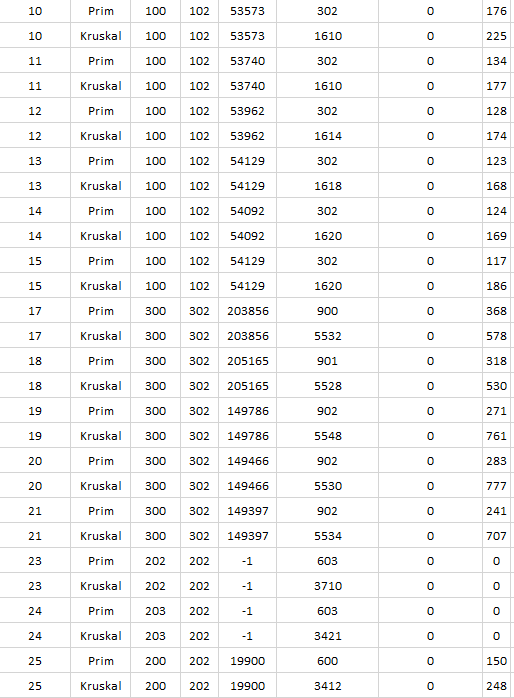 10 Prim 100 102 53573 302 0 176
10 Kruskal 100 102 53573 1610 0 225
11 Prim 100 102 53740 302 0 134
11 Kruskal 100 102 53740 1610 0 177
12 Prim 100 102 53962 302 0 128
12 Kruskal 100 102 53962 1614 0 174
13 Prim 100 102 54129 302 0 123
13 Kruskal 100 102 54129 1618 0 168
14 Prim 100 102 54092 302 0 124
14 Kruskal 100 102 54092 1620 0 169
15 Prim 100 102 54129 302 0 117
15 Kruskal 100 102 54129 1620 0 186
17 Prim 300 302 203856 900 0 368
17 Kruskal 300 302 203856 5532 0 578
18 Prim 300 302 205165 901 0 318
18 Kruskal 300 302 205165 5528 0 530
19 Prim 300 302 149786 902 0 271
19 Kruskal 300 302 149786 5548 0 761
20 Prim 300 302 149466 902 0 283
20 Kruskal 300 302 149466 5530 0 777
21 Prim 300 302 149397 902 0 241
21 Kruskal 300 302 149397 5534 0 707
23 Prim 202 202 -1 603 0 0
23 Kruskal 202 202 -1 3710 0 0
24 Prim 203 202 -1 603 0 0
24 Kruskal 203 202 -1 3421 0 0
25 Prim 200 202 19900 600 0 150
25 Kruskal 200 202 19900 3412 0 248